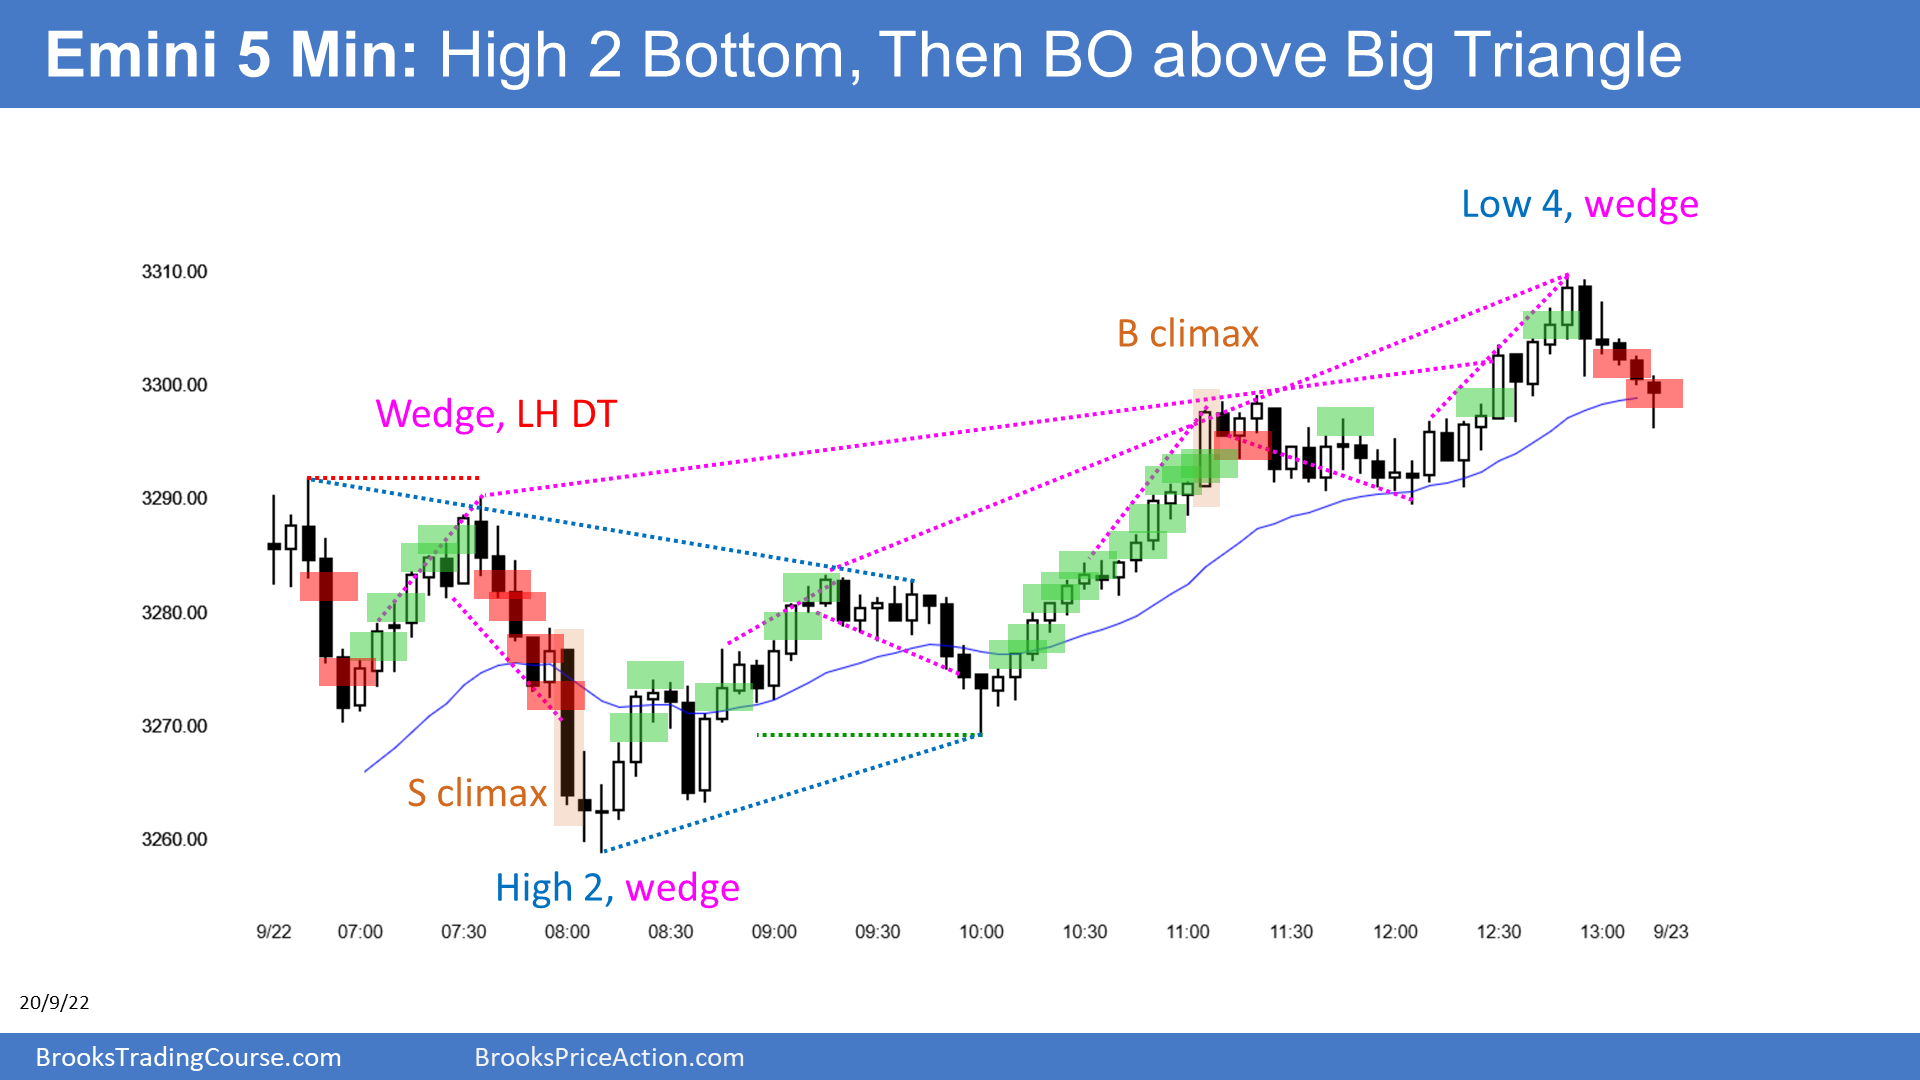 Emini 5 Min: High 2 Bottom, Then BO above Big Triangle
Low 4, wedge
3310.00
B climax
3300.00
Wedge, LH DT
3290.00
3280.00
3270.00
S climax
3260.00
High 2, wedge
9/22 07:00 07:30 08:00 08:30 09:00 09:30 10:00 10:30 11:00 11:30 12:00 12:30 13:00 9/23
20/9/22
BrooksTradingCourse.com BrooksPriceAction.com